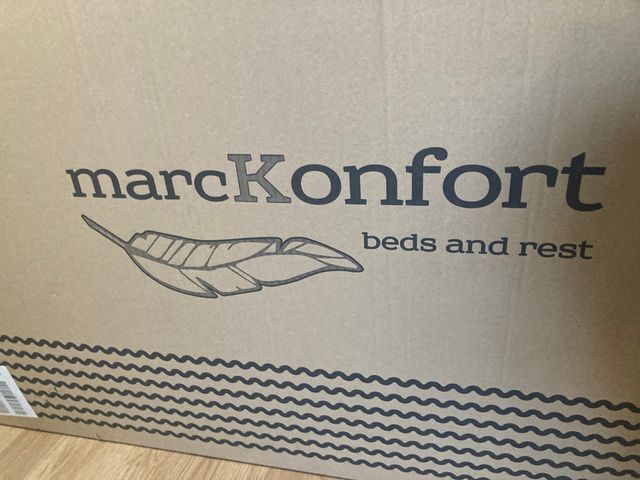 marcKonfort
beds and rest